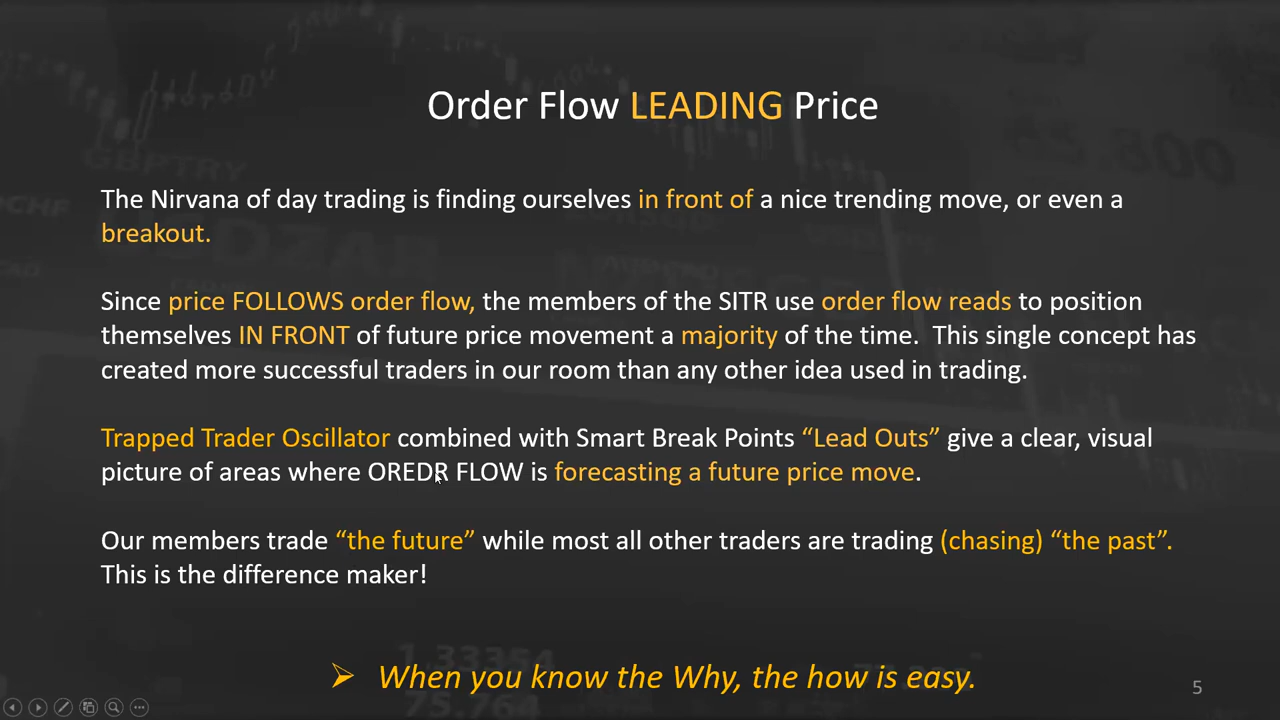 Order Flow LEADING Price
The Nirvana of day trading is finding ourselves in front of a nice trending move, or even a
breakout.
Since price FOLLOWS order flow, the members of the SITR use order flow reads to position
themselves IN FRONT of future price movement a majority of the time.  This single concept has
created more successful traders in our room than any other idea used in trading.
Trapped Trader Oscillator combined with Smart Break Points “Lead Outs” give a clear, visual
picture of areas where OREDR FLOW is forecasting a future price move.
Our members trade “the future” while most all other traders are trading (chasing) “the past”.
This is the difference maker!
➢ When you know the Why, the how is easy.
5
GBPTRY
USDZAR
1.33354
75.764